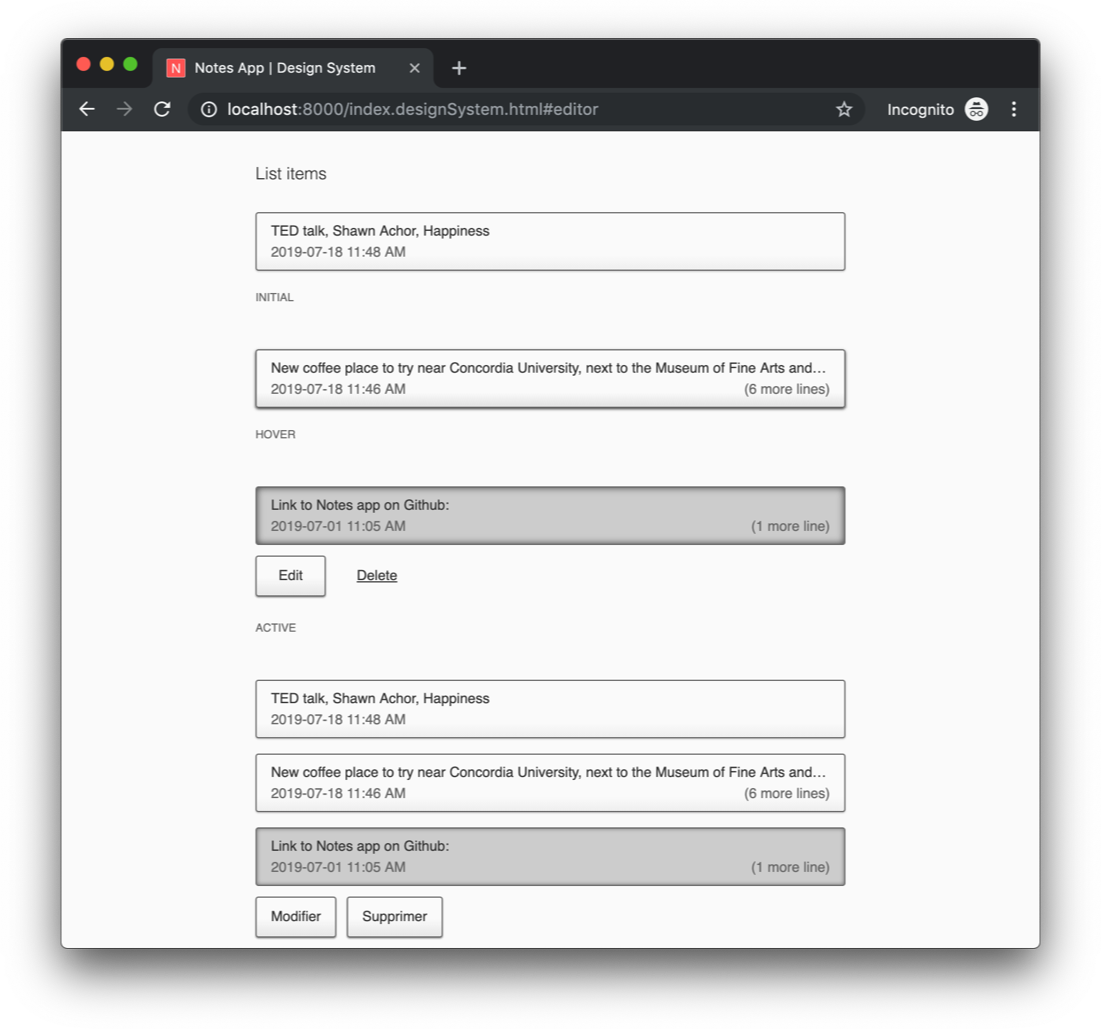 N Notes App | Design System
localhost:8000/index.designSystem.html#editor
Incognito
List items
TED talk, Shawn Achor, Happiness
2019-07-18 11:48 AM
INITIAL
New coffee place to try near Concordia University, next to the Museum of Fine Arts and…
2019-07-18 11:46 AM (6 more lines)
HOVER
Link to Notes app on Github:
2019-07-01 11:05 AM (1 more line)
Edit Delete
ACTIVE
TED talk, Shawn Achor, Happiness
2019-07-18 11:48 AM
New coffee place to try near Concordia University, next to the Museum of Fine Arts and…
2019-07-18 11:46 AM (6 more lines)
Link to Notes app on Github:
2019-07-01 11:05 AM (1 more line)
Modifier Supprimer